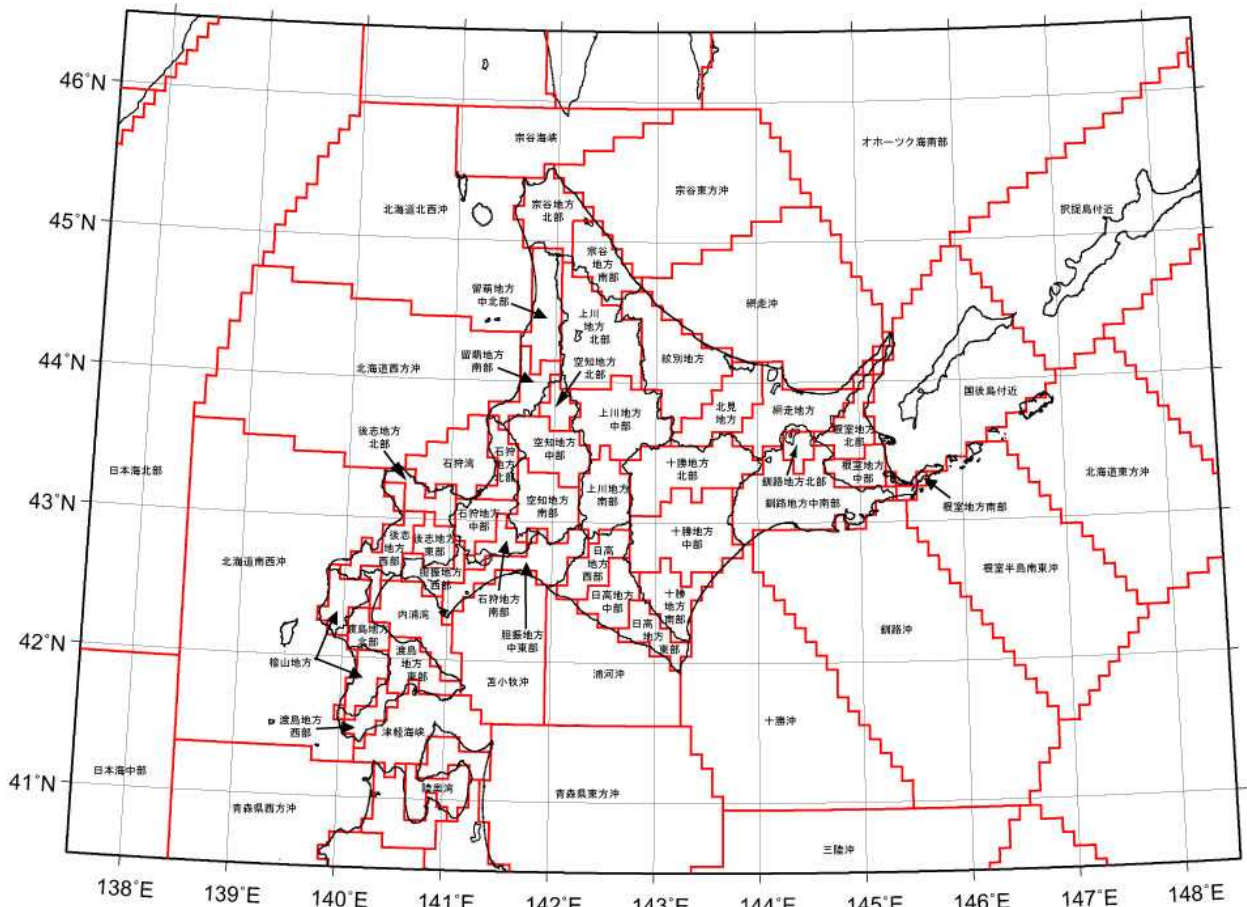 46°N
宗谷海峡
オホーツク海南部
宗谷東方沖
45°N
北海道北西沖
宗谷地方
北部
択捉島付近
宗谷
地方
南部
留萌地方
中北部
上川
地方
北部
網走沖
44°N
北海道西方沖
留萌地方
南部
空知地方
北部
紋別地方
国後島付近
上川地方
中部
北見
地方
網走地方
後志地方
北部
石狩湾
石狩
地方
北部
空知地方
中部
根室地方
北部
日本海北部
十勝地方
北部
根室地方
中部
北海道東方沖
釧路地方北部
43°N
石狩地方
中部
空知地方
南部
上川地方
南部
釧路地方中南部
根室地方南部
後志
地方
西部
後志地方
東部
十勝地方
中部
北海道南西沖
胆振地方
西部
日高
地方
西部
根室半島南東沖
石狩地方
南部
日高地方
中部
十勝
地方
南部
内浦湾
42°N
渡島地方
北部
胆振地方
中東部
日高
地方
東部
釧路沖
檜山地方
渡島
地方
東部
苫小牧沖
浦河沖
渡島地方
西部
津軽海峡
十勝沖
41°N
日本海中部
陸奥湾
青森県西方沖
青森県東方沖
三陸沖
138°E
139°E
140°E
141°E
142°E
143°E
144°E
145°E
146°E
147°E
148°E